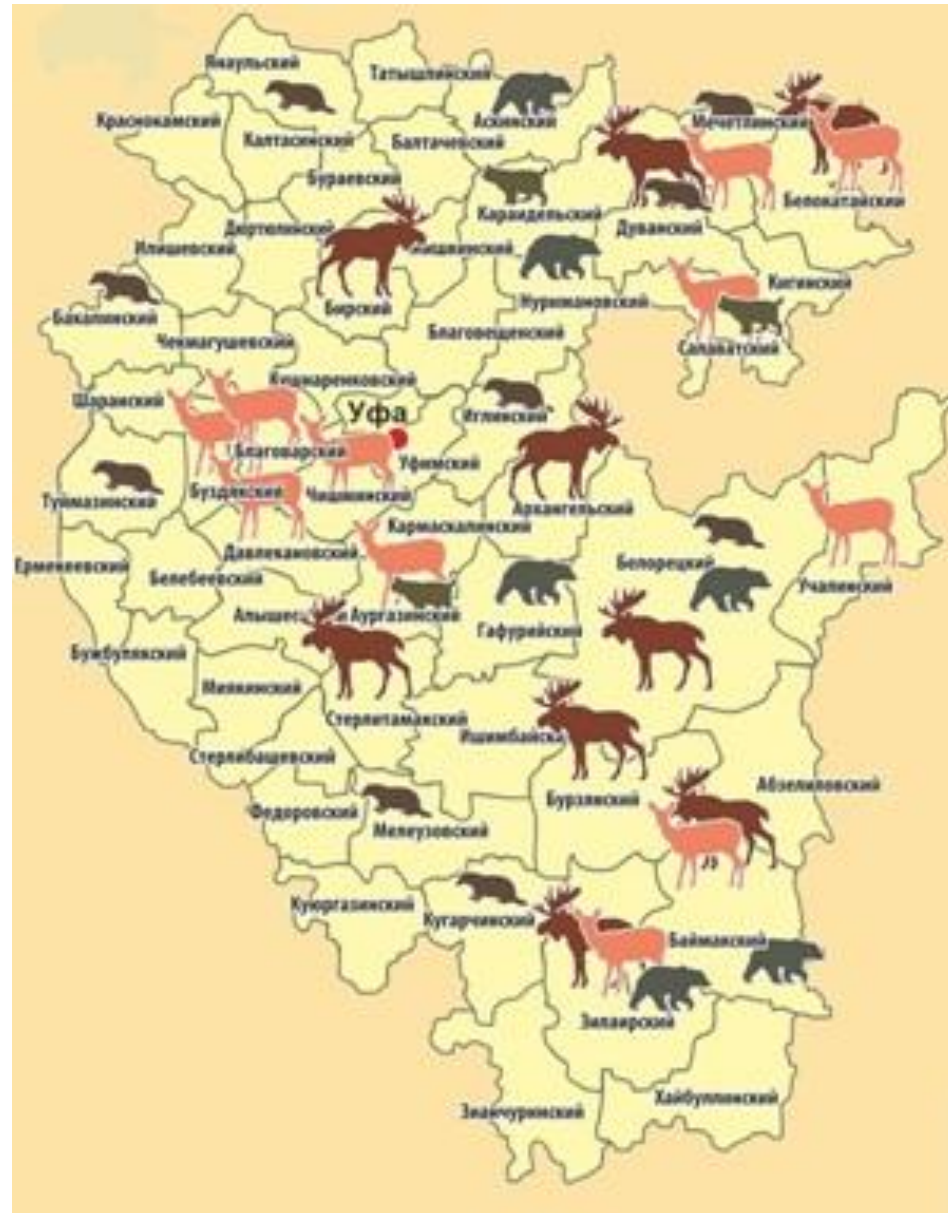 Янаульский
Татышлинский
Аскинский
Краснокамский
Мечетлинский
Калтасинский
Балтачевский
Бураевский
Белокатайский
Караидельский
Дюртюлинский
Дуванский
Илишевский
Мишкинский
Кигинский
Нуримановский
Бирский
Бакалинский
Благовещенский
Чекмагушевский
Салаватский
Кушнаренковский
Шаранский
Уфа
Иглинский
Благоварский
Уфимский
Буздякский
Чишминский
Туймазинский
Архангельский
Кармаскалинский
Давлекановский
Белорецкий
Ермекеевский
Белебеевский
Учалинский
Аургазинский
Гафурийский
Бижбулякский
Миякинский
Стерлитамакский
Ишимбайска
Стерлибашевский
Абзелиловский
Бурзянский
Федоровский
Мелеузовский
Куюргазинский
Кугарчинский
Баймакский
Зилаирский
Зианчуринский
Хайбуллинский